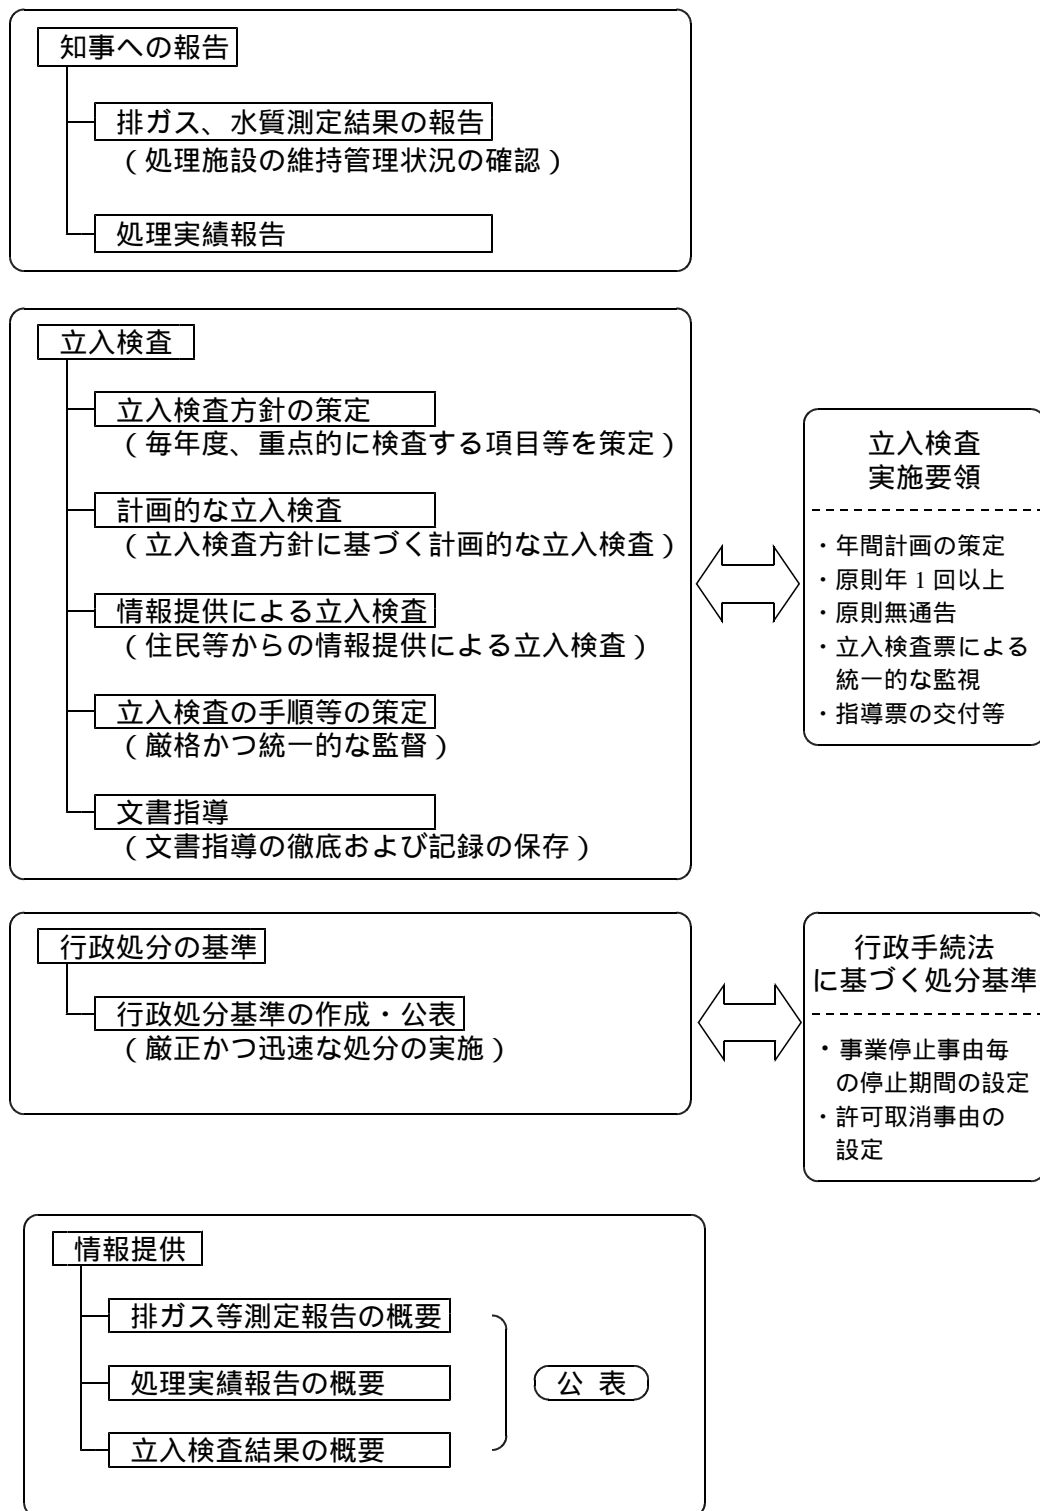 知事への報告
排ガス、水質測定結果の報告
（処理施設の維持管理状況の確認）
処理実績報告
立入検査
立入検査方針の策定
（毎年度、重点的に検査する項目等を策定）
計画的な立入検査
（立入検査方針に基づく計画的な立入検査）
情報提供による立入検査
（住民等からの情報提供による立入検査）
立入検査の手順等の策定
（厳格かつ統一的な監督）
文書指導
（文書指導の徹底および記録の保存）
立入検査
実施要領
・年間計画の策定
・原則年１回以上
・原則無通告
・立入検査票による
統一的な監視
・指導票の交付等
行政処分の基準
行政処分基準の作成・公表
（厳正かつ迅速な処分の実施）
行政手続法
に基づく処分基準
・事業停止事由毎
の停止期間の設定
・許可取消事由の
設定
情報提供
排ガス等測定報告の概要
処理実績報告の概要
立入検査結果の概要
公 表